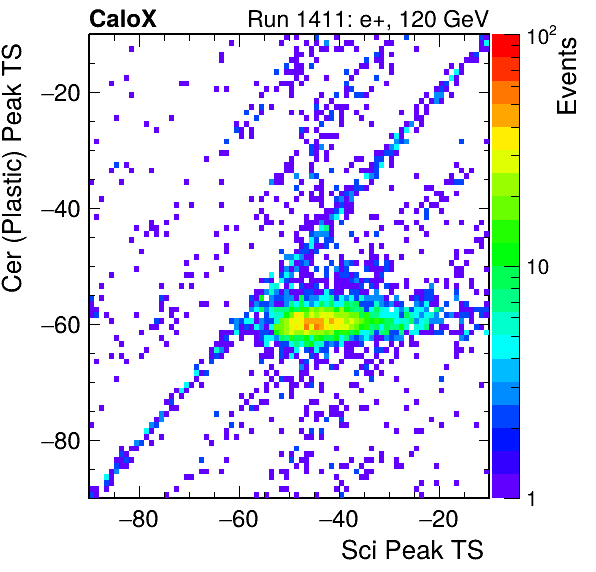 CaloX Run 1411: e+, 120 GeV
Cer (Plastic) Peak TS
−20
−40
−60
−80
−80 −60 −40 −20
Sci Peak TS
10²
10
1
Events